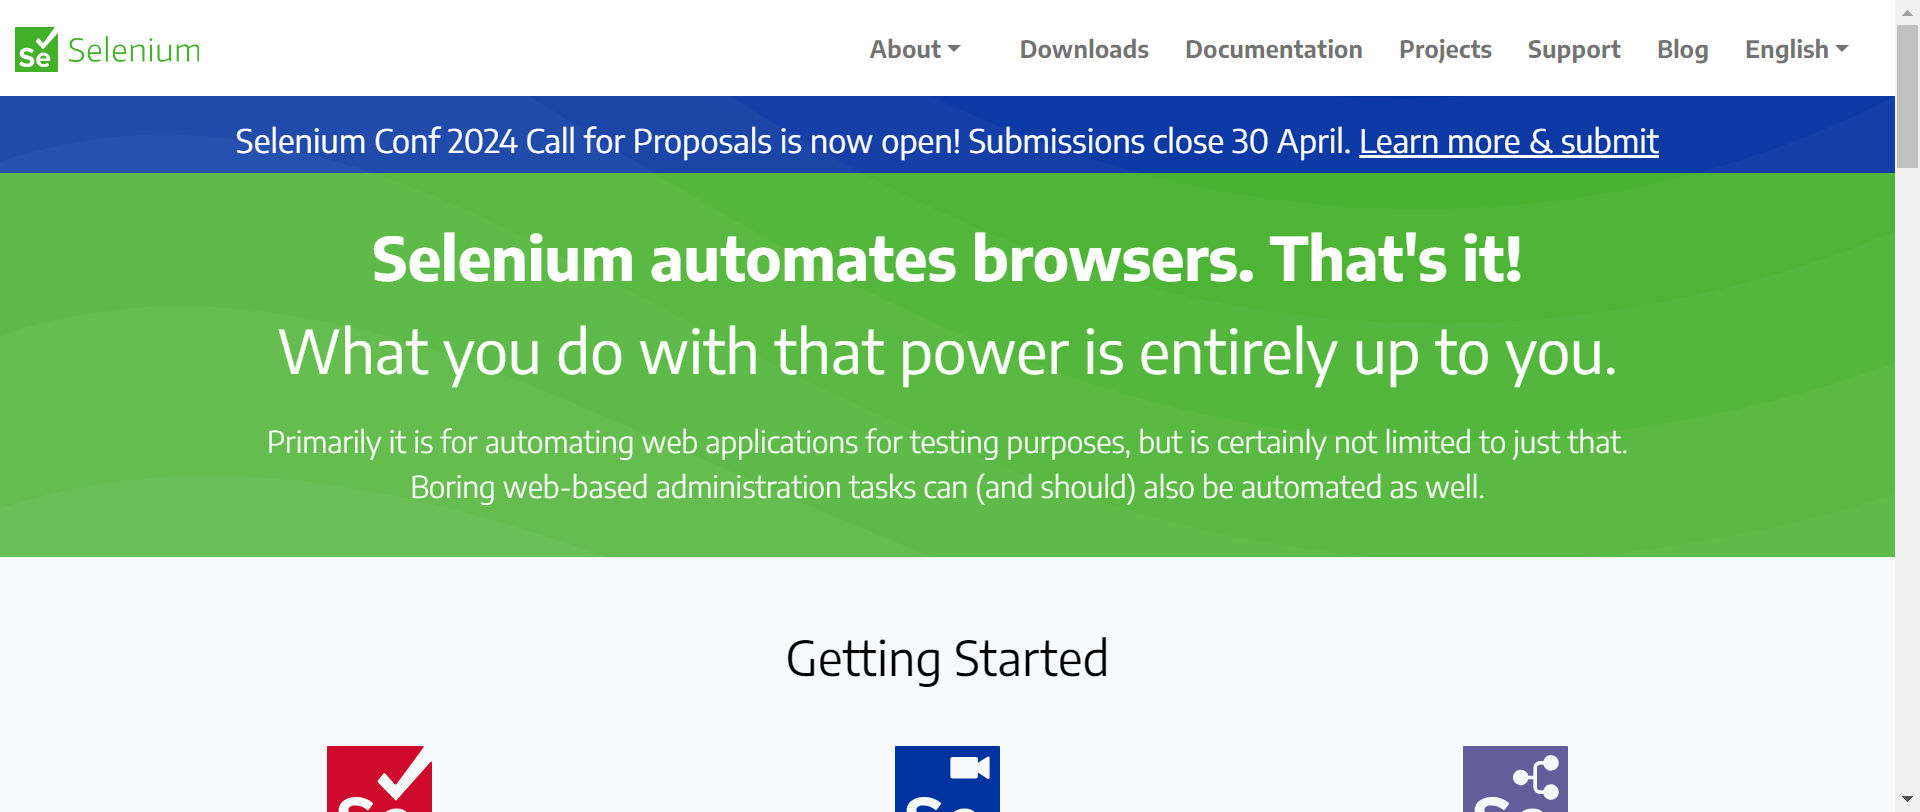 Se Selenium
About
Downloads
Documentation
Projects
Support
Blog
English
Selenium Conf 2024 Call for Proposals is now open! Submissions close 30 April. Learn more & submit
Selenium automates browsers. That's it!
What you do with that power is entirely up to you.
Primarily it is for automating web applications for testing purposes, but is certainly not limited to just that.
Boring web-based administration tasks can (and should) also be automated as well.
Getting Started
Se
Se
Se